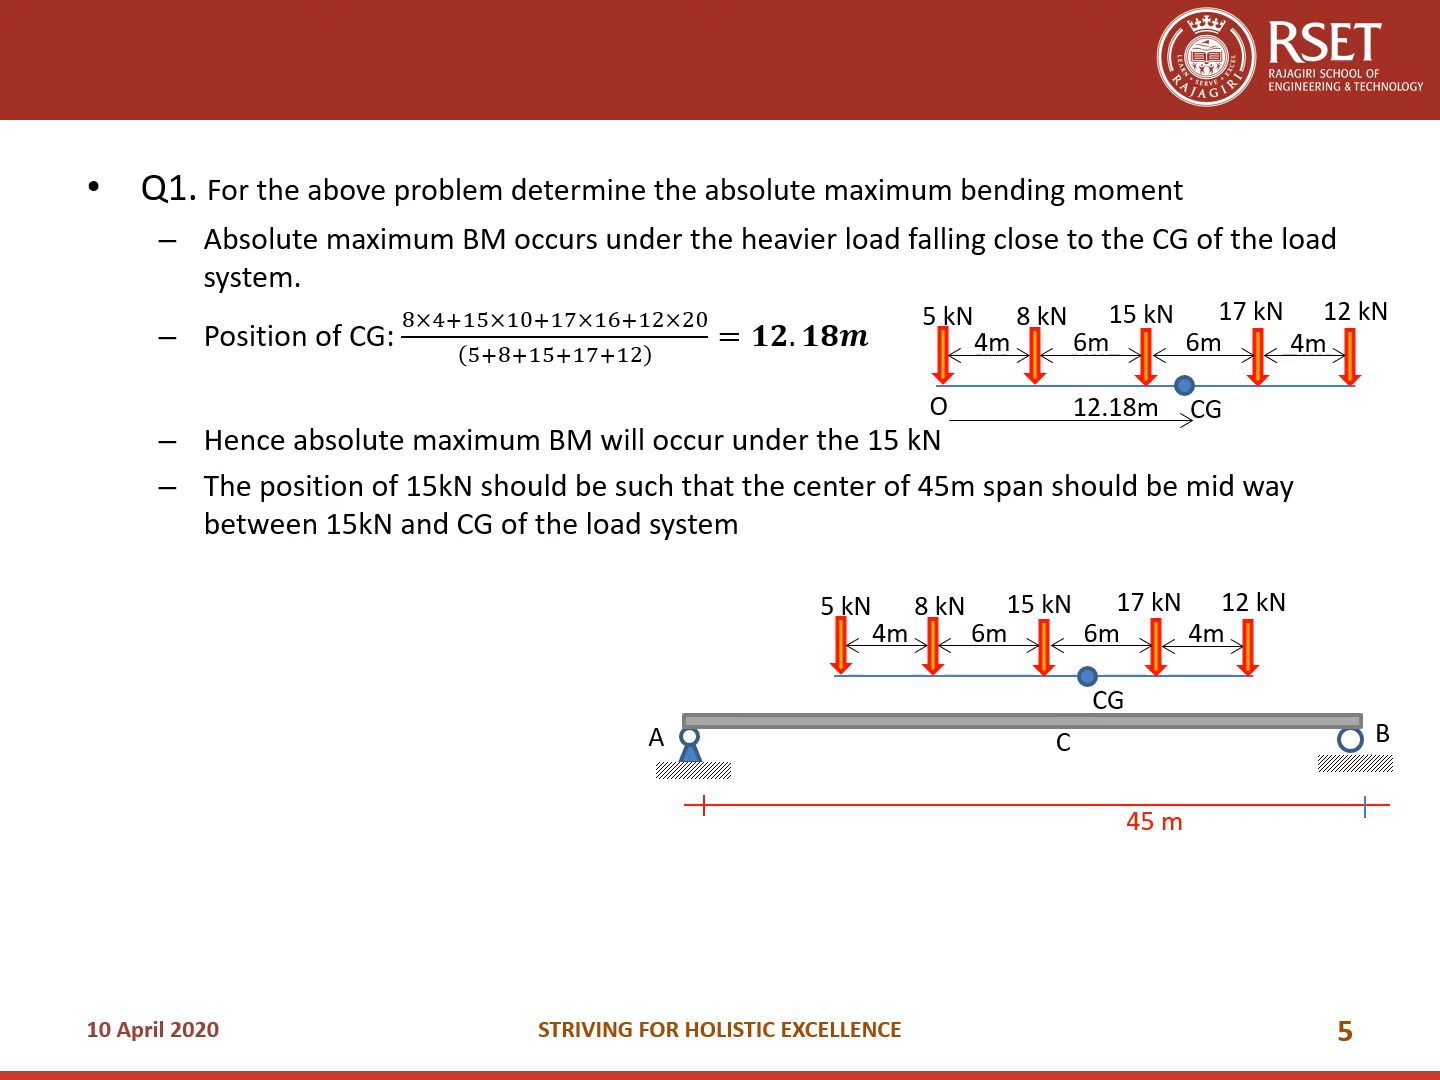 RSET
RAJAGIRI SCHOOL OF
ENGINEERING & TECHNOLOGY
LEARN • SERVE • EXCEL
RAJAGIRI
• Q1. For the above problem determine the absolute maximum bending moment
– Absolute maximum BM occurs under the heavier load falling close to the CG of the load
system.
– Position of CG: (8×4+15×10+17×16+12×20)/(5+8+15+17+12) = 12.18m
5 kN 8 kN 15 kN 17 kN 12 kN
4m 6m 6m 4m
O 12.18m CG
– Hence absolute maximum BM will occur under the 15 kN
– The position of 15kN should be such that the center of 45m span should be mid way
between 15kN and CG of the load system
5 kN 8 kN 15 kN 17 kN 12 kN
4m 6m 6m 4m
CG
A C B
45 m
10 April 2020 STRIVING FOR HOLISTIC EXCELLENCE 5